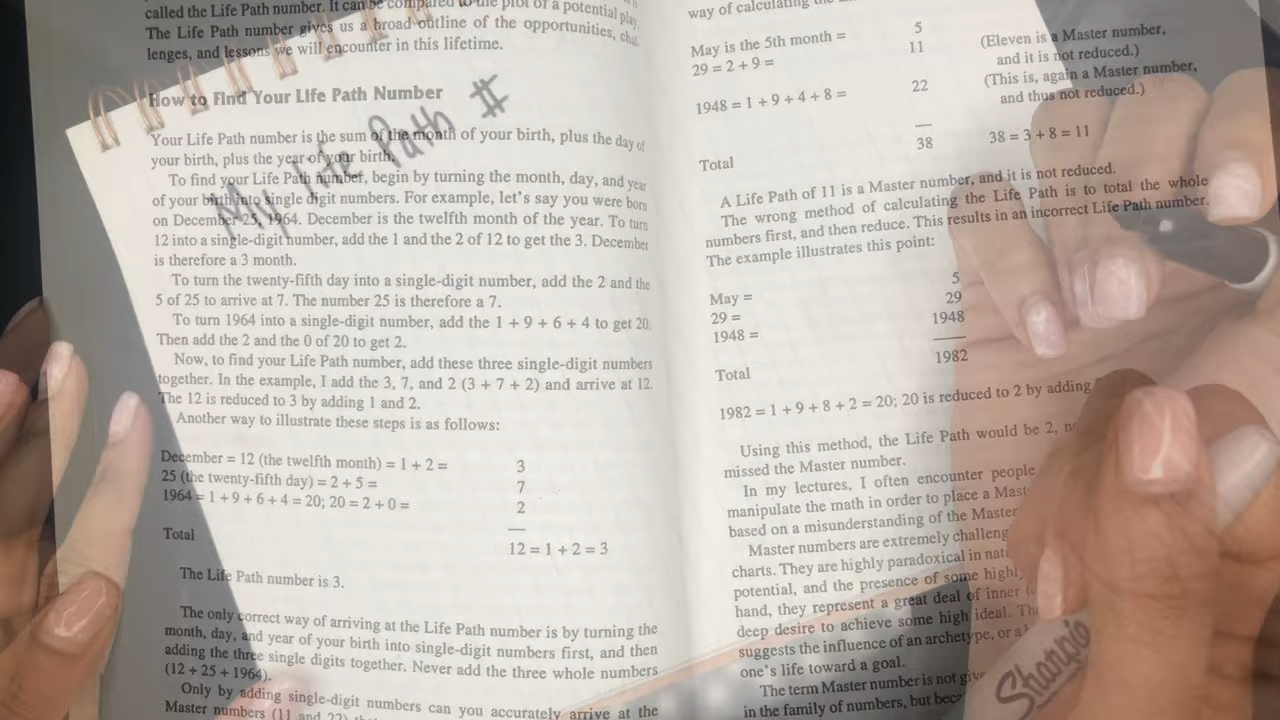 called the Life Path number. It can be compared to the plot of a potential play.
The Life Path number gives us a broad outline of the opportunities, chal-
lenges, and lessons we will encounter in this lifetime.
How to Find Your Life Path Number
Your Life Path number is the sum of the month of your birth, plus the day of
your birth, plus the year of your birth.
To find your Life Path number, begin by turning the month, day, and year
of your birth into single digit numbers. For example, let's say you were born
on December 25, 1964. December is the twelfth month of the year. To turn
12 into a single-digit number, add the 1 and the 2 of 12 to get the 3. December
is therefore a 3 month.
To turn the twenty-fifth day into a single-digit number, add the 2 and the
5 of 25 to arrive at 7. The number 25 is therefore a 7.
To turn 1964 into a single-digit number, add the 1 + 9 + 6 + 4 to get 20.
Then add the 2 and the 0 of 20 to get 2.
Now, to find your Life Path number, add these three single-digit numbers
together. In the example, I add the 3, 7, and 2 (3 + 7 + 2) and arrive at 12.
The 12 is reduced to 3 by adding 1 and 2.
Another way to illustrate these steps is as follows:
December = 12 (the twelfth month) = 1 + 2 = 3
25 (the twenty-fifth day) = 2 + 5 = 7
1964 = 1 + 9 + 6 + 4 = 20; 20 = 2 + 0 = 2
Total 12 = 1 + 2 = 3
The Life Path number is 3.
The only correct way of arriving at the Life Path number is by turning the
month, day, and year of your birth into single-digit numbers first, and then
adding the three single digits together. Never add the three whole numbers
(12 + 25 + 1964).
Only by adding single-digit numbers can you accurately arrive at the
Master numbers (11 and 22)
My Life Path #
way of calculating the
May is the 5th month = 5
29 = 2 + 9 = 11 (Eleven is a Master number,
and it is not reduced.)
1948 = 1 + 9 + 4 + 8 = 22 (This is, again a Master number,
and thus not reduced.)
Total 38 38 = 3 + 8 = 11
A Life Path of 11 is a Master number, and it is not reduced.
The wrong method of calculating the Life Path is to total the whole
numbers first, and then reduce. This results in an incorrect Life Path number.
The example illustrates this point:
May = 5
29 = 29
1948 = 1948
Total 1982
1982 = 1 + 9 + 8 + 2 = 20; 20 is reduced to 2 by adding
Using this method, the Life Path would be 2,
missed the Master number.
In my lectures, I often encounter people
manipulate the math in order to place a
based on a misunderstanding of the Master
Master numbers are extremely
charts. They are highly paradoxical in
potential, and the presence of some
hand, they represent a great deal of inner
deep desire to achieve some high ideal.
suggests the influence of an archetype, or a
one's life toward a goal.
The term Master number is not
in the family of numbers, but
Sharpie